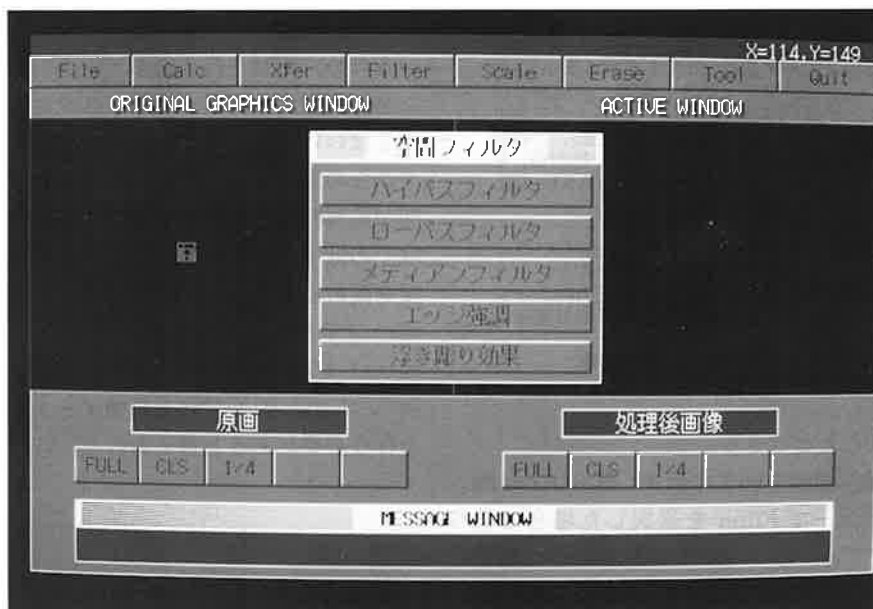 X=114,Y=149
File Calc Xfer Filter Scale Erase Tool Quit
ORIGINAL GRAPHICS WINDOW ACTIVE WINDOW
空間フィルタ
ハイパスフィルタ
ローパスフィルタ
メディアンフィルタ
エッジ強調
浮き彫り効果
原画 処理後画像
FULL CLS 1/4 FULL CLS 1/4
MESSAGE WINDOW